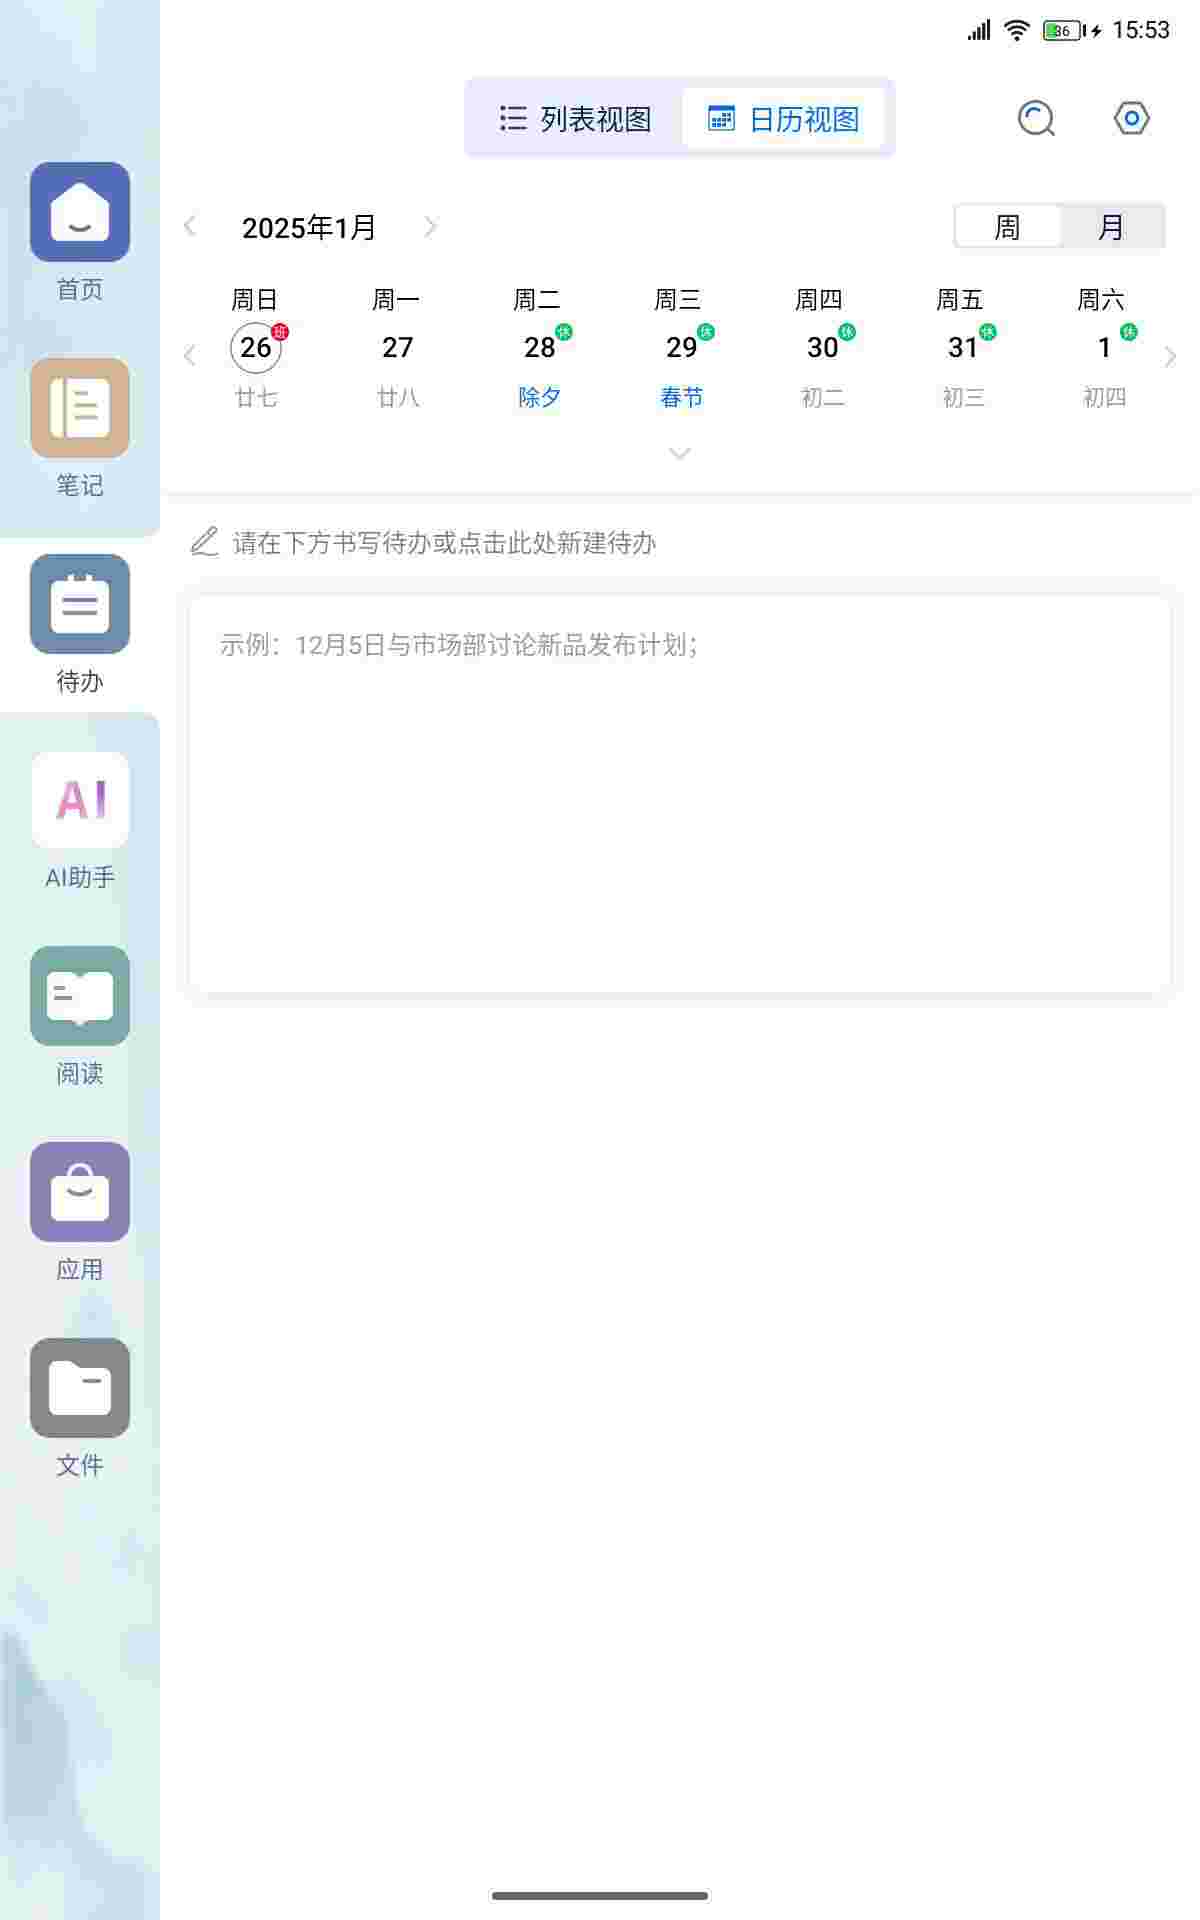 36 15:53
列表视图 日历视图
2025年1月 周 月
周日 周一 周二 周三 周四 周五 周六
26 班 27 28 休 29 休 30 休 31 休 1 休
廿七 廿八 除夕 春节 初二 初三 初四
请在下方书写待办或点击此处新建待办
示例：12月5日与市场部讨论新品发布计划；
首页
笔记
待办
AI
AI助手
阅读
应用
文件